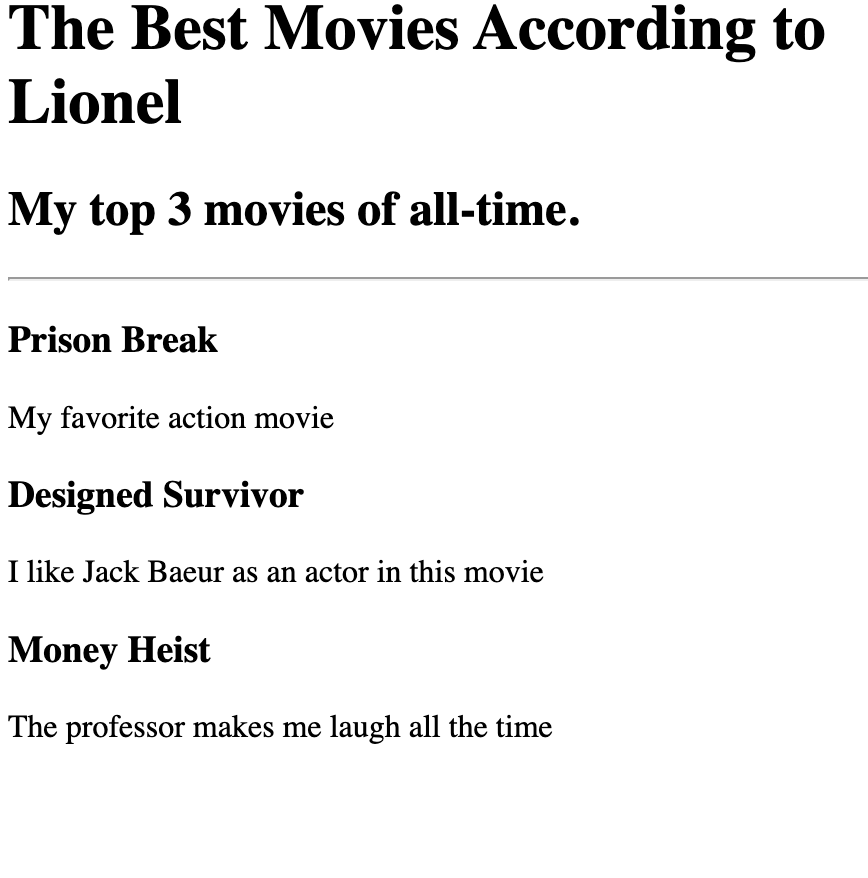 The Best Movies According to
Lionel
My top 3 movies of all-time.
Prison Break
My favorite action movie
Designed Survivor
I like Jack Baeur as an actor in this movie
Money Heist
The professor makes me laugh all the time